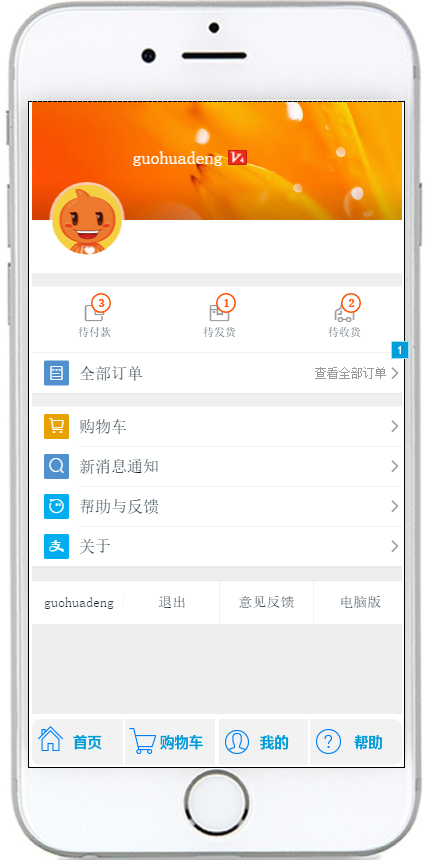 guohuadeng V4
3 1 2
待付款 待发货 待收货
1
全部订单 查看全部订单
购物车
新消息通知
帮助与反馈
支 关于
guohuadeng 退出 意见反馈 电脑版
首页 购物车 我的 ? 帮助